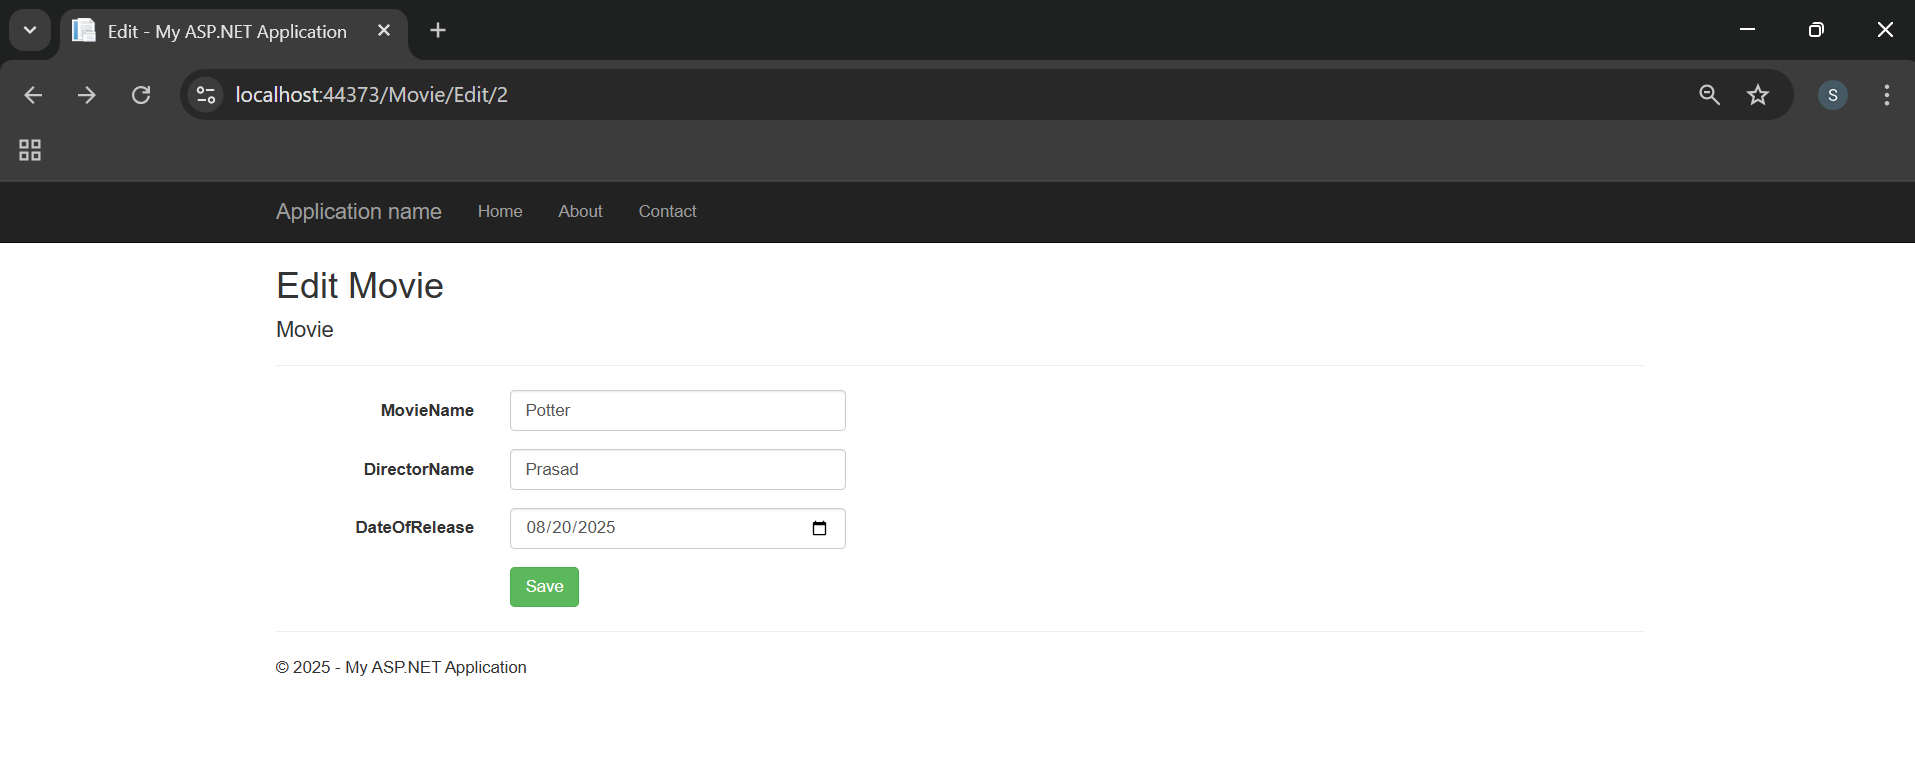 Edit - My ASP.NET Application
localhost:44373/Movie/Edit/2
S
Application name Home About Contact
Edit Movie
Movie
MovieName Potter
DirectorName Prasad
DateOfRelease 08/20/2025
Save
© 2025 - My ASP.NET Application